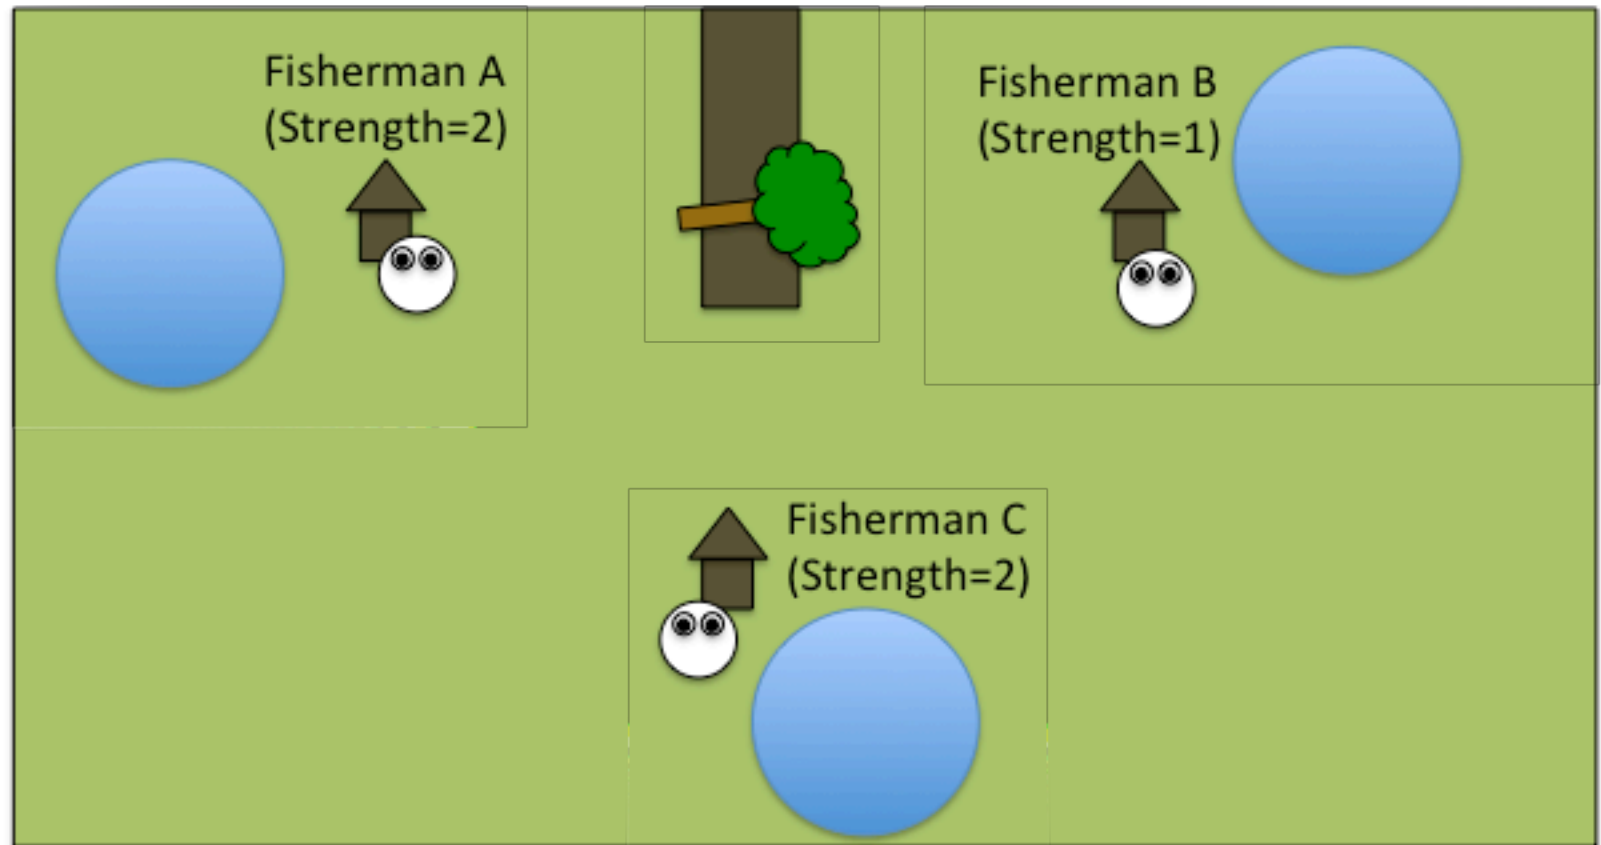 Fisherman A
(Strength=2)
Fisherman B
(Strength=1)
Fisherman C
(Strength=2)